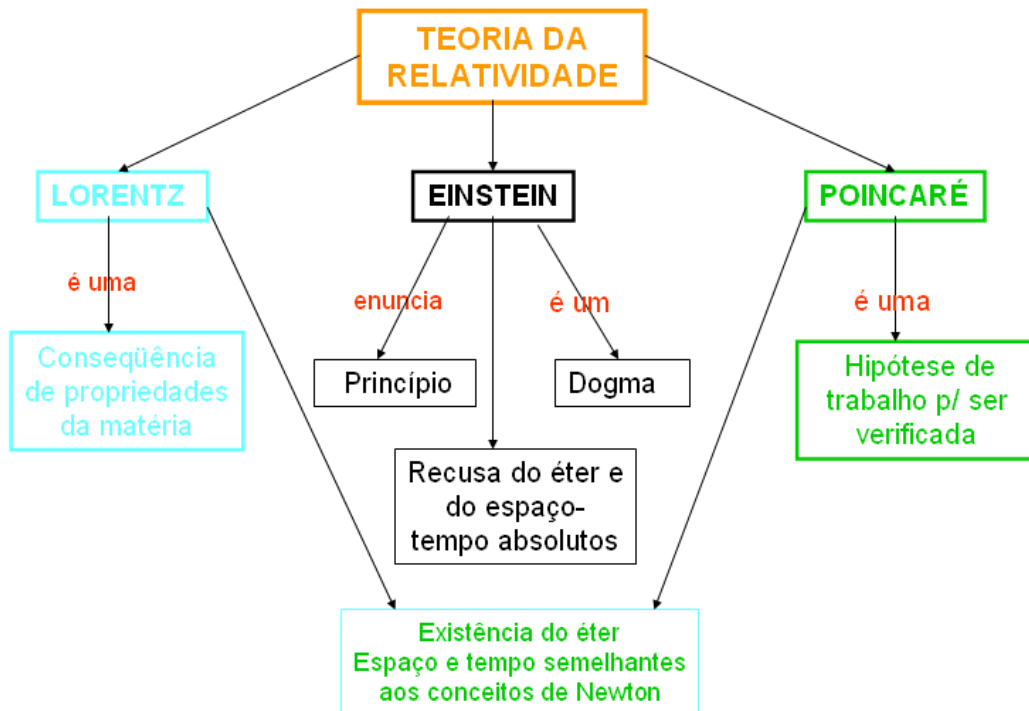 TEORIA DA
RELATIVIDADE
LORENTZ
EINSTEIN
POINCARÉ
é uma
enuncia
é um
é uma
Conseqüência
de propriedades
da matéria
Princípio
Dogma
Hipótese de
trabalho p/ ser
verificada
Recusa do éter e
do espaço-
tempo absolutos
Existência do éter
Espaço e tempo semelhantes
aos conceitos de Newton